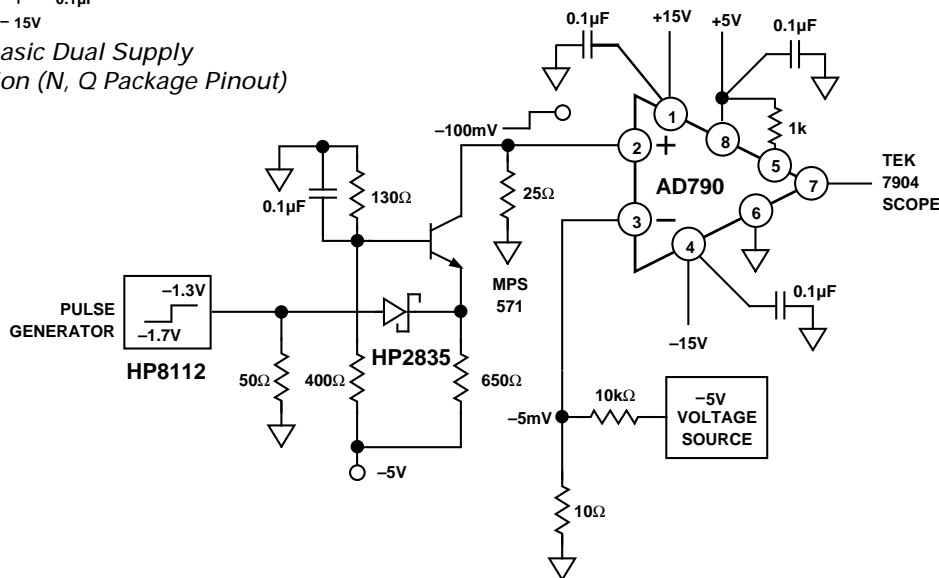 0.1µF
– 15V
asic Dual Supply
ion (N, Q Package Pinout)
0.1µF
+15V
+5V
0.1µF
–100mV
1
8
1k
2
+
5
AD790
7
TEK
7904
SCOPE
3
–
6
4
0.1µF
130Ω
25Ω
MPS
571
0.1µF
–15V
PULSE
GENERATOR
–1.3V
–1.7V
HP8112
HP2835
50Ω
400Ω
650Ω
–5V
–5mV
10kΩ
–5V
VOLTAGE
SOURCE
10Ω